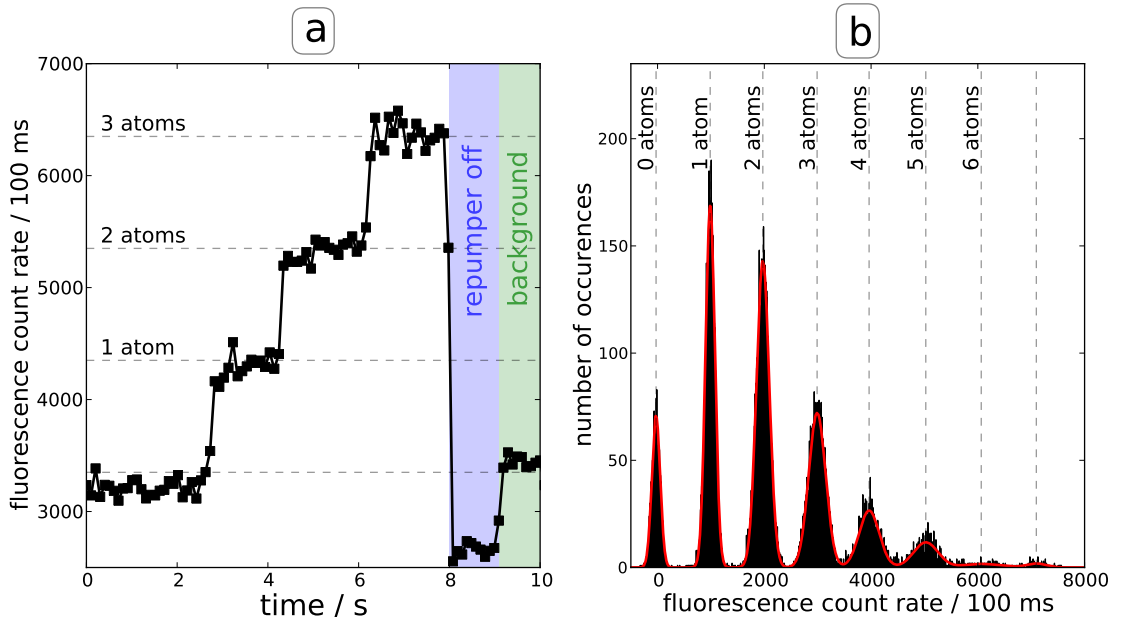 a
7000
6000
5000
4000
3000
fluorescence count rate / 100 ms
3 atoms
2 atoms
1 atom
repumper off
background
0 2 4 6 8 10
time / s
b
200
150
100
50
0
number of occurences
0 atoms
1 atom
2 atoms
3 atoms
4 atoms
5 atoms
6 atoms
0 2000 4000 6000 8000
fluorescence count rate / 100 ms